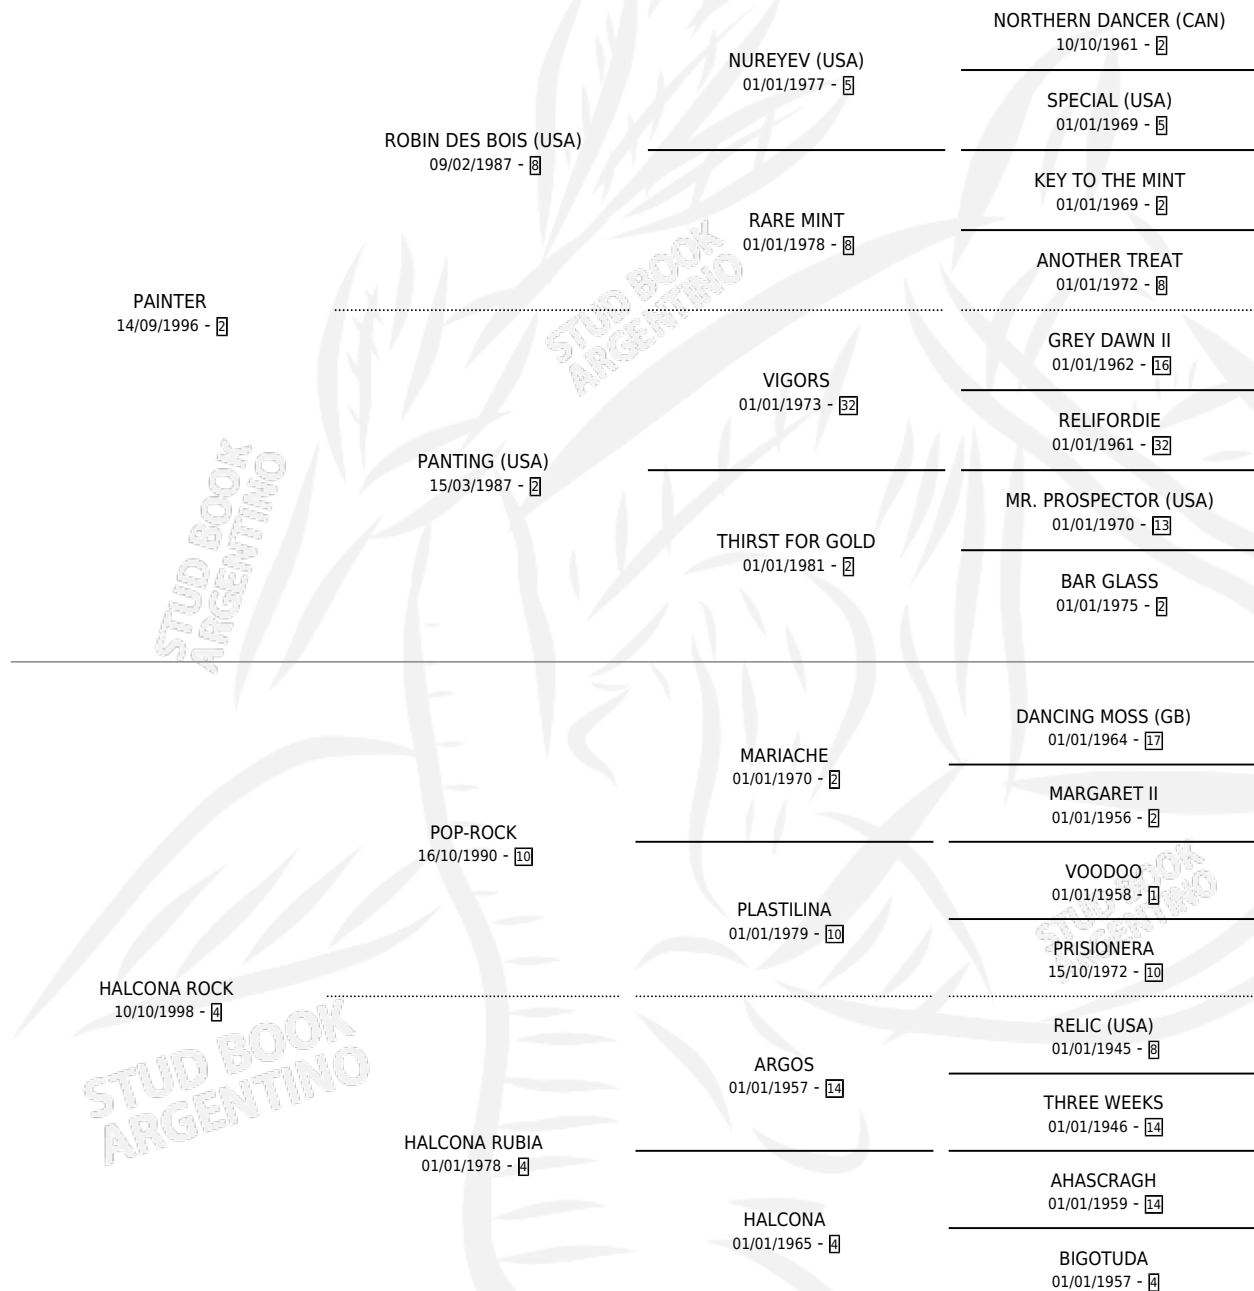 NORTHERN DANCER (CAN)
10/10/1961 - 2
NUREYEV (USA)
01/01/1977 - 5
SPECIAL (USA)
01/01/1969 - 5
ROBIN DES BOIS (USA)
09/02/1987 - 8
KEY TO THE MINT
01/01/1969 - 2
RARE MINT
01/01/1978 - 8
ANOTHER TREAT
01/01/1972 - 8
PAINTER
14/09/1996 - 2
GREY DAWN II
01/01/1962 - 16
VIGORS
01/01/1973 - 32
RELIFORDIE
01/01/1961 - 32
PANTING (USA)
15/03/1987 - 2
MR. PROSPECTOR (USA)
01/01/1970 - 13
THIRST FOR GOLD
01/01/1981 - 2
BAR GLASS
01/01/1975 - 2
DANCING MOSS (GB)
01/01/1964 - 17
MARIACHE
01/01/1970 - 2
MARGARET II
01/01/1956 - 2
POP-ROCK
16/10/1990 - 10
VOODOO
01/01/1958 - 1
PLASTILINA
01/01/1979 - 10
PRISIONERA
15/10/1972 - 10
HALCONA ROCK
10/10/1998 - 4
RELIC (USA)
01/01/1945 - 8
ARGOS
01/01/1957 - 14
THREE WEEKS
01/01/1946 - 14
HALCONA RUBIA
01/01/1978 - 4
AHASCRAGH
01/01/1959 - 14
HALCONA
01/01/1965 - 4
BIGOTUDA
01/01/1957 - 4
STUD BOOK
ARGENTINO
STUD BOOK
ARGENTINO
STUD BOOK
ARGENTINO
STUD BOOK
ARGENTINO